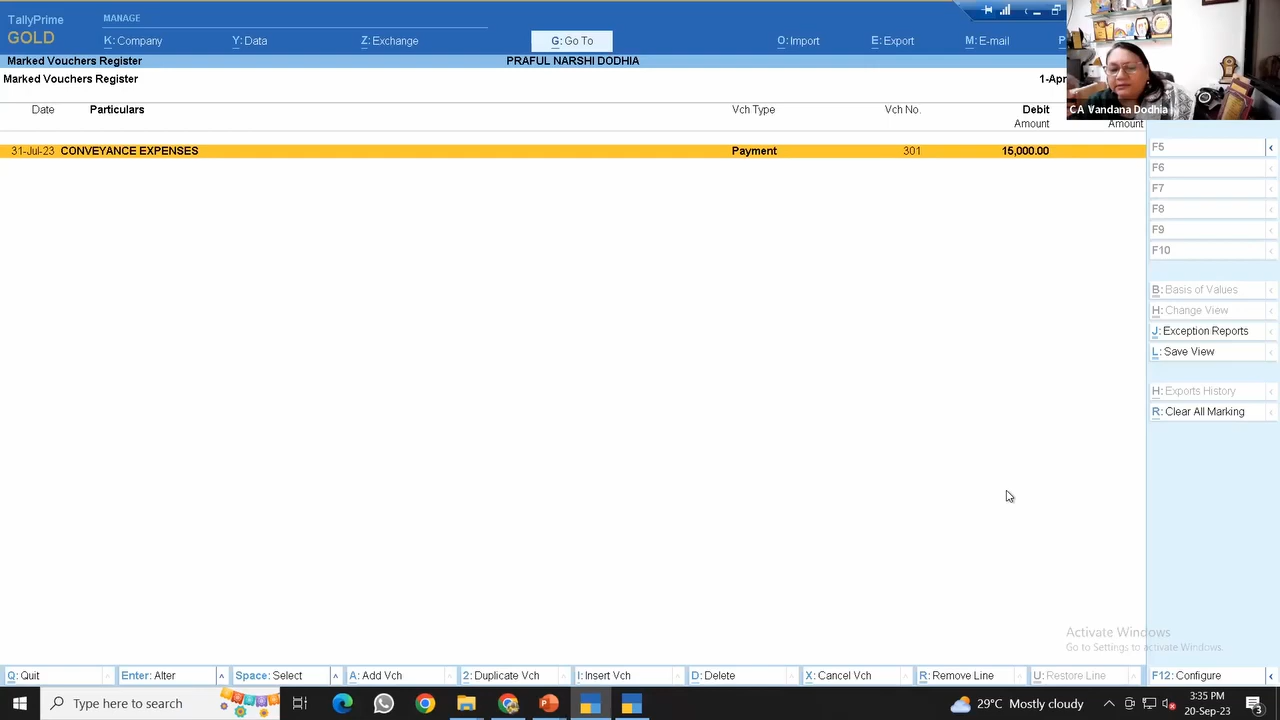 TallyPrime
GOLD
MANAGE
K: Company
Y: Data
Z: Exchange
G: Go To
O: Import
E: Export
M: E-mail
P
Marked Vouchers Register
PRAFUL NARSHI DODHIA
Marked Vouchers Register
1-Apr
CA Vandana Dodhia
Date
Particulars
Vch Type
Vch No.
Debit
Amount
Amount
31-Jul-23 CONVEYANCE EXPENSES Payment 301 15,000.00
F5
F6
F7
F8
F9
F10
B: Basis of Values
H: Change View
J: Exception Reports
L: Save View
H: Exports History
R: Clear All Marking
Activate Windows
Go to Settings to activate Windows.
Q: Quit
Enter: Alter
Space: Select
A: Add Vch
2: Duplicate Vch
I: Insert Vch
D: Delete
X: Cancel Vch
R: Remove Line
U: Restore Line
F12: Configure
Type here to search
29°C Mostly cloudy
3:35 PM
20-Sep-23
3